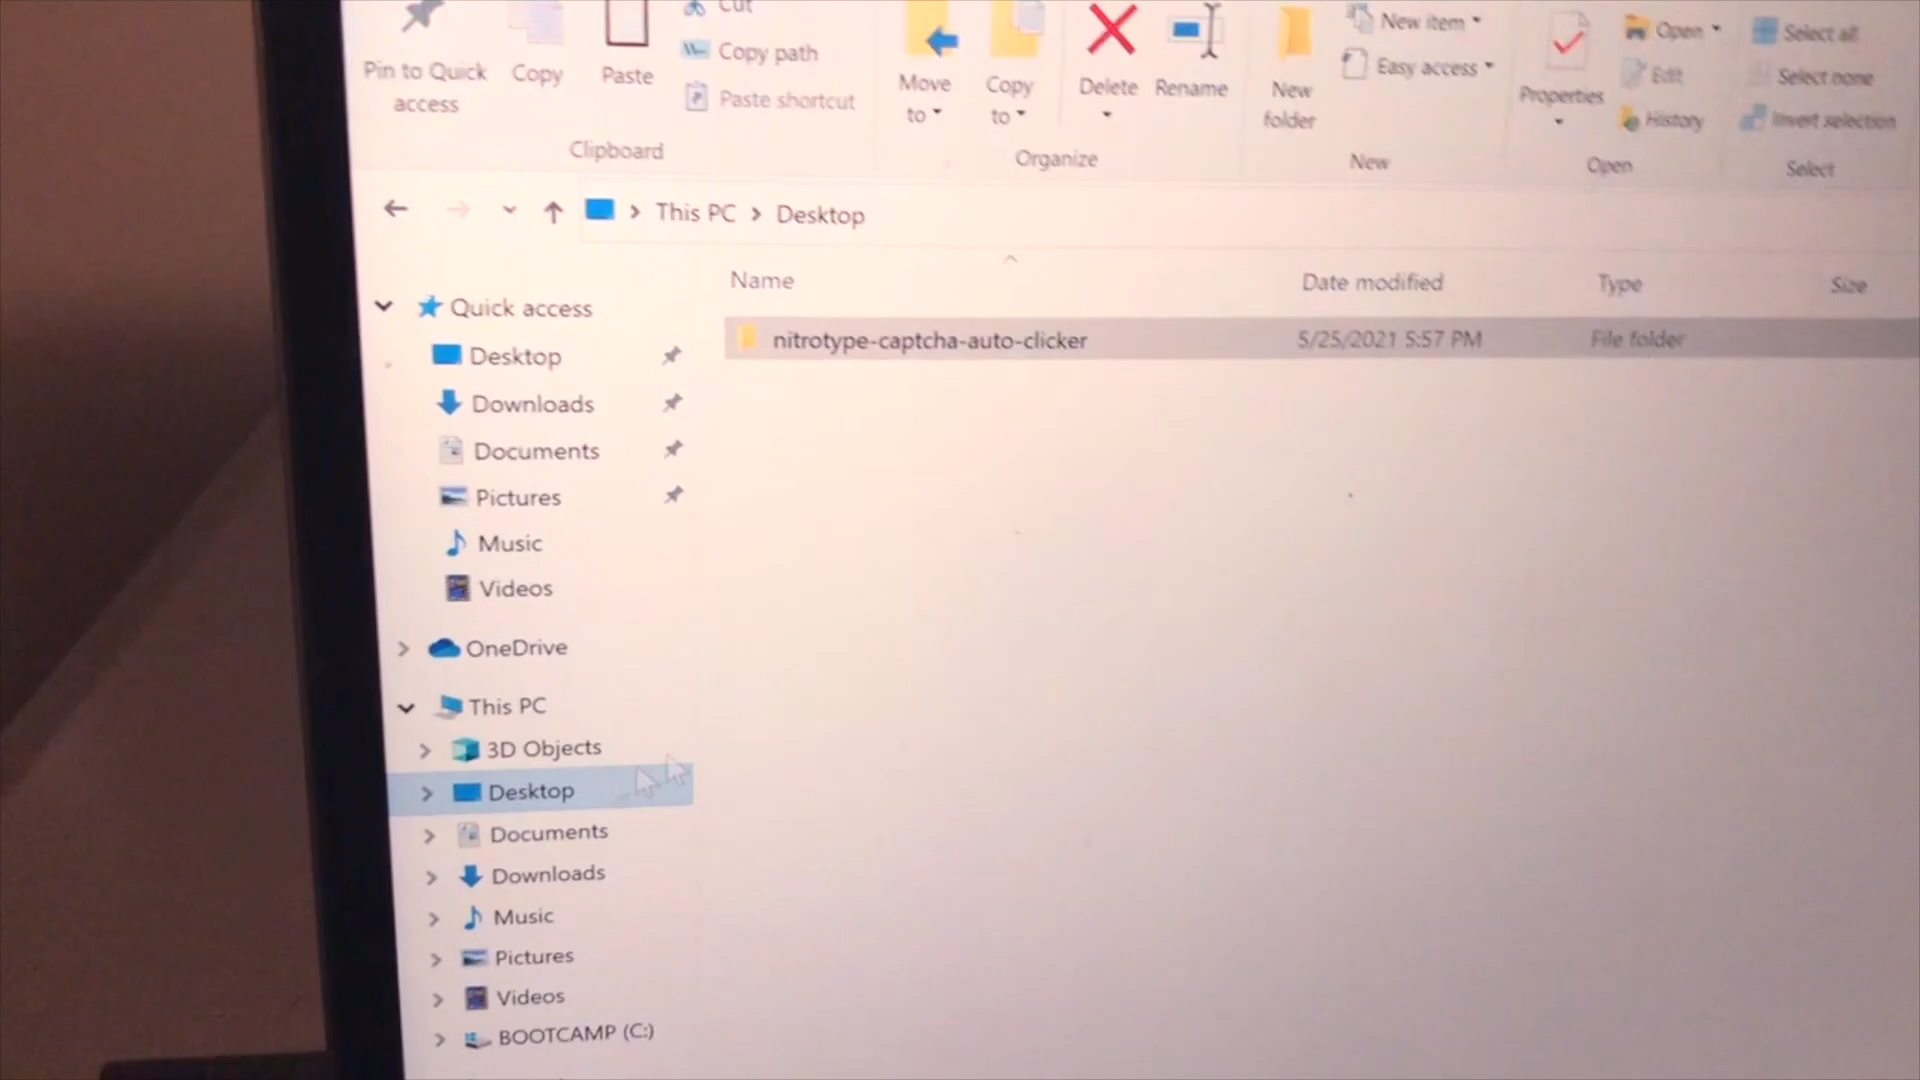 Cut
Pin to Quick access
Copy
Paste
Copy path
Paste shortcut
Clipboard
Move to
Copy to
Delete
Rename
Organize
New folder
New item
Easy access
New
Properties
Open
Edit
History
Open
Select all
Select none
Invert selection
Select
This PC > Desktop
Name Date modified Type Size
nitrotype-captcha-auto-clicker 5/25/2021 5:57 PM File folder
Quick access
Desktop
Downloads
Documents
Pictures
Music
Videos
OneDrive
This PC
3D Objects
Desktop
Documents
Downloads
Music
Pictures
Videos
BOOTCAMP (C:)